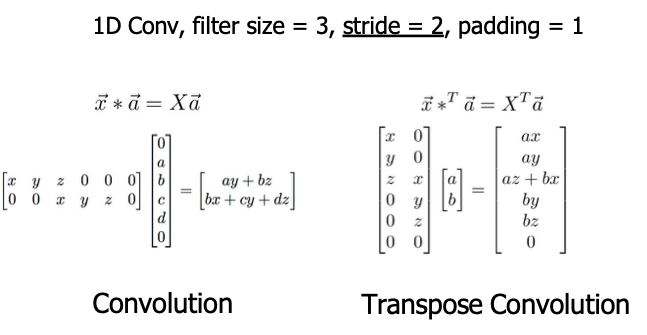 1D Conv, filter size = 3, stride = 2, padding = 1
x⃗ * a⃗ = Xa⃗
[x y z 0 0 0] [0] = [ay + bz]
[0 0 x y z 0] [a] [bx + cy + dz]
[b]
[c]
[d]
[0]
Convolution
x⃗ *ᵀ a⃗ = Xᵀa⃗
[x 0] [a] = [ax]
[y 0] [b] [ay]
[z x] [az + bx]
[0 y] [by]
[0 z] [bz]
[0 0] [0]
Transpose Convolution